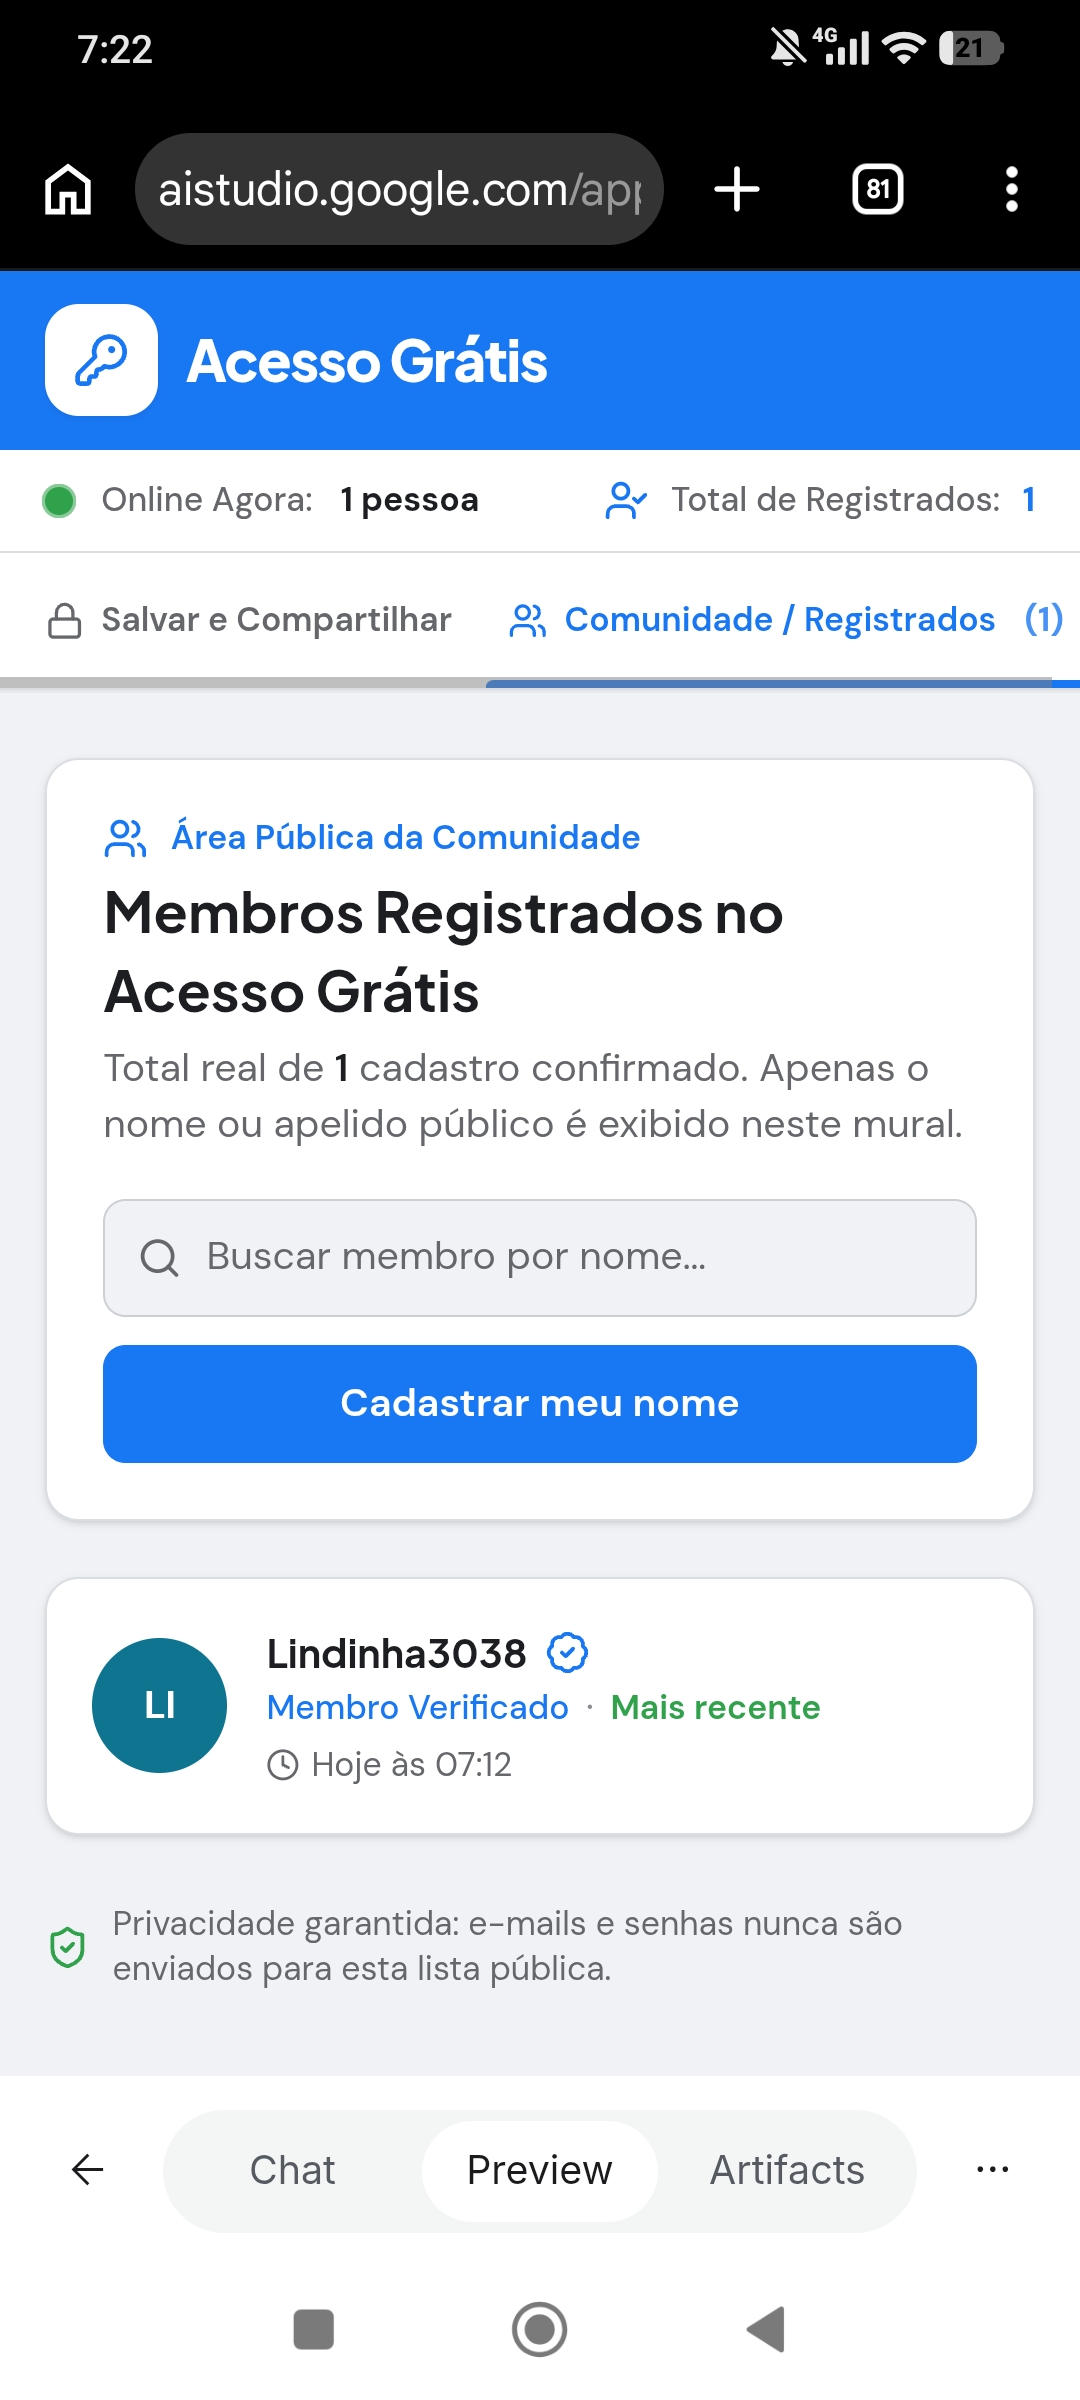 7:22
4G
21
aistudio.google.com/app
81
Acesso Grátis
Online Agora: 1 pessoa
Total de Registrados: 1
Salvar e Compartilhar
Comunidade / Registrados (1)
Área Pública da Comunidade
Membros Registrados no
Acesso Grátis
Total real de 1 cadastro confirmado. Apenas o
nome ou apelido público é exibido neste mural.
Buscar membro por nome...
Cadastrar meu nome
LI
Lindinha3038
Membro Verificado · Mais recente
Hoje às 07:12
Privacidade garantida: e-mails e senhas nunca são
enviados para esta lista pública.
Chat
Preview
Artifacts